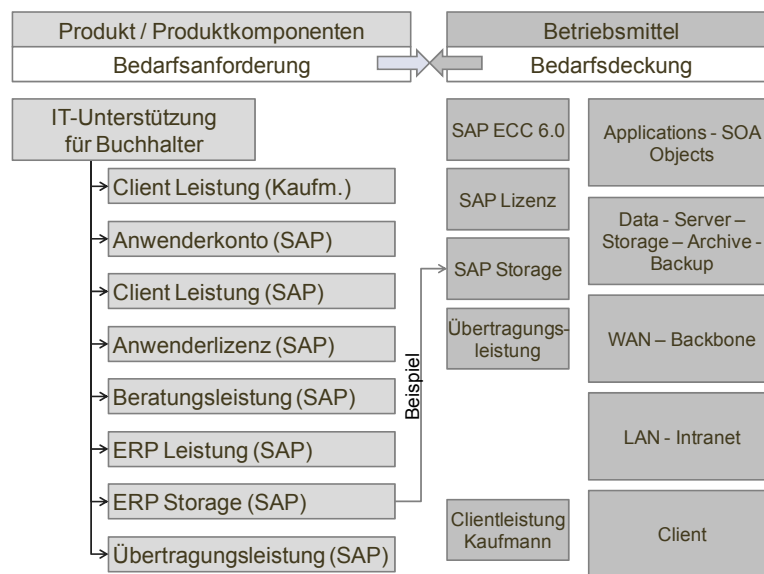 Produkt / Produktkomponenten
Bedarfsanforderung
Betriebsmittel
Bedarfsdeckung
IT-Unterstützung
für Buchhalter
Client Leistung (Kaufm.)
Anwenderkonto (SAP)
Client Leistung (SAP)
Anwenderlizenz (SAP)
Beratungsleistung (SAP)
ERP Leistung (SAP)
ERP Storage (SAP)
Übertragungsleistung (SAP)
Beispiel
SAP ECC 6.0
SAP Lizenz
SAP Storage
Übertragungs-
leistung
Clientleistung
Kaufmann
Applications - SOA
Objects
Data - Server –
Storage – Archive -
Backup
WAN – Backbone
LAN - Intranet
Client